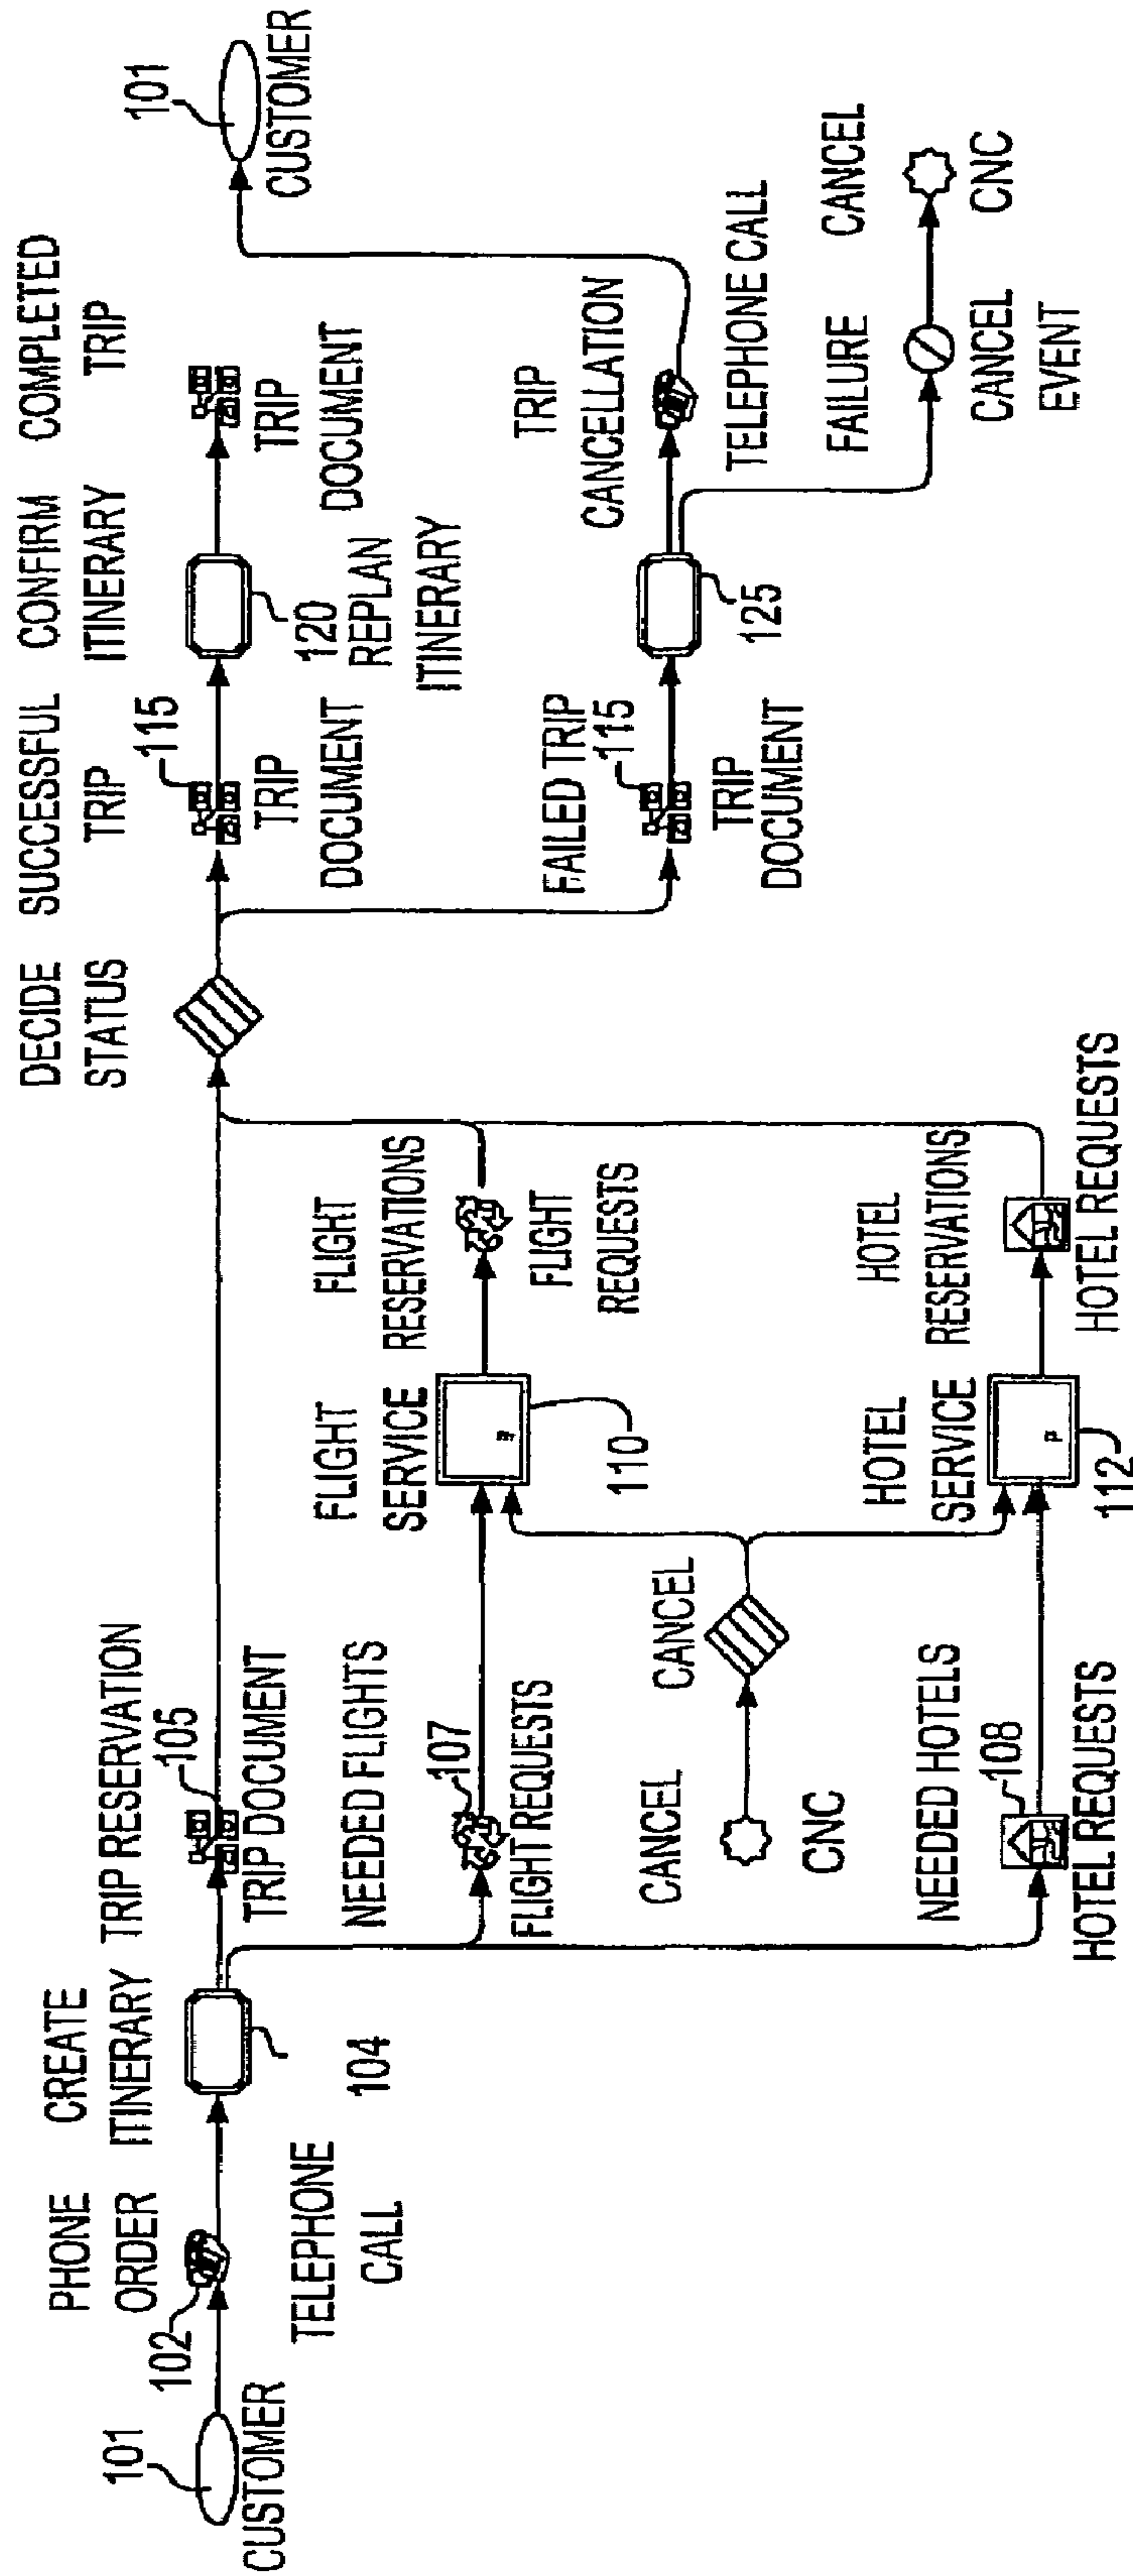 101
CUSTOMER
PHONE
ORDER
102
TELEPHONE
CALL
CREATE
ITINERARY
104
TRIP RESERVATION
105
TRIP DOCUMENT
NEEDED FLIGHTS
107
FLIGHT REQUESTS
CANCEL
CNC
CANCEL
NEEDED HOTELS
108
HOTEL REQUESTS
FLIGHT
SERVICE
110
HOTEL
SERVICE
P
112
FLIGHT
RESERVATIONS
FLIGHT
REQUESTS
HOTEL
RESERVATIONS
HOTEL REQUESTS
DECIDE
STATUS
SUCCESSFUL
TRIP
115
TRIP
DOCUMENT
FAILED TRIP
115
TRIP
DOCUMENT
CONFIRM
ITINERARY
120
REPLAN
ITINERARY
125
COMPLETED
TRIP
TRIP
DOCUMENT
TRIP
CANCELLATION
TELEPHONE CALL
FAILURE
CANCEL
EVENT
CANCEL
CNC
101
CUSTOMER